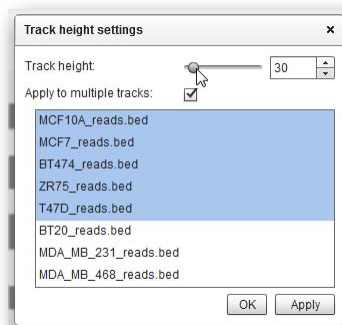 Track height settings
Track height: 30
Apply to multiple tracks:
MCF10A_reads.bed
MCF7_reads.bed
BT474_reads.bed
ZR75_reads.bed
T47D_reads.bed
BT20_reads.bed
MDA_MB_231_reads.bed
MDA_MB_468_reads.bed
OK Apply